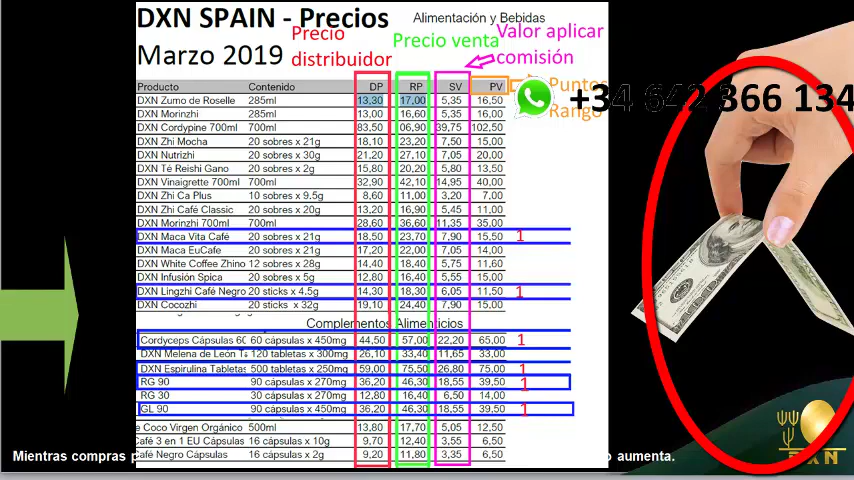 DXN SPAIN - Precios
Marzo 2019
Alimentación y Bebidas
Precio
distribuidor
Precio venta
Valor aplicar
comisión
Puntos
Rango
+34 642 366 134
Producto Contenido DP RP SV PV
DXN Zumo de Roselle 285ml 13,30 17,00 5,35 16,50
DXN Morinzhi 285ml 13,00 16,60 5,35 16,00
DXN Cordypine 700ml 700ml 83,50 06,90 39,75 102,50
DXN Zhi Mocha 20 sobres x 21g 18,10 23,20 7,50 15,00
DXN Nutrizhi 20 sobres x 30g 21,20 27,10 7,05 20,00
DXN Té Reishi Gano 20 sobres x 2g 15,80 20,20 5,80 13,50
DXN Vinaigrette 700ml 700ml 32,90 42,10 14,95 40,00
DXN Zhi Ca Plus 10 sobres x 9.5g 8,60 11,00 3,20 7,00
DXN Zhi Café Classic 20 sobres x 20g 13,20 16,90 5,45 11,00
DXN Morinzhi 700ml 700ml 28,60 36,60 11,35 35,00
DXN Maca Vita Café 20 sobres x 21g 18,50 23,70 7,90 15,50 1
DXN Maca EuCafe 20 sobres x 21g 17,20 22,00 7,05 14,00
DXN White Coffee Zhino 12 sobres x 28g 14,40 18,40 5,75 11,60
DXN Infusión Spica 20 sobres x 5g 12,80 16,40 5,55 15,00
DXN Lingzhi Café Negro 20 sticks x 4.5g 14,30 18,30 6,05 11,50 1
DXN Cocozhi 20 sticks x 32g 19,10 24,40 7,90 15,00
Complementos Alimenticios
Cordyceps Cápsulas 60 60 cápsulas x 450mg 44,50 57,00 22,20 65,00 1
DXN Melena de León Ta 120 tabletas x 300mg 26,10 33,40 11,65 33,00
DXN Espirulina Tabletas 500 tabletas x 250mg 59,00 75,50 26,80 75,00 1
RG 90 90 cápsulas x 270mg 36,20 46,30 18,55 39,50 1
RG 30 30 cápsulas x 270mg 12,80 16,40 6,50 14,00
GL 90 90 cápsulas x 450mg 36,20 46,30 18,55 39,50 1
e Coco Virgen Orgánico 500ml 13,80 17,70 5,05 12,50
Café 3 en 1 EU Cápsulas 16 cápsulas x 10g 9,70 12,40 3,55 6,50
afé Negro Cápsulas 16 cápsulas x 2g 9,20 11,80 3,35 6,50
Mientras compras p o aumenta.
DXN